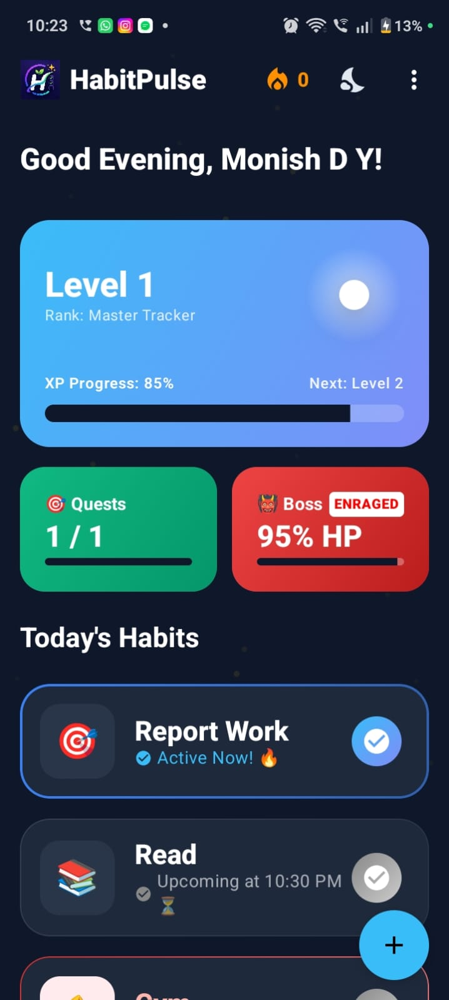 10:23
13%
HabitPulse
0
Good Evening, Monish D Y!
Level 1
Rank: Master Tracker
XP Progress: 85%
Next: Level 2
Quests
1 / 1
Boss ENRAGED
95% HP
Today's Habits
Report Work
Active Now!
Read
Upcoming at 10:30 PM